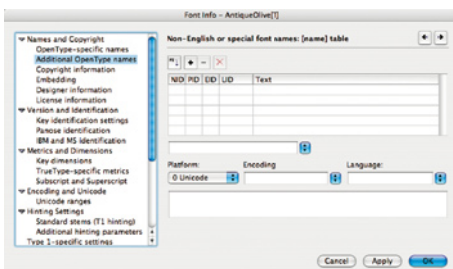 Font Info - AntiqueOlive[T]
Names and Copyright
OpenType-specific names
Additional OpenType names
Copyright information
Embedding
Designer information
License information
Version and Identification
Key identification settings
Panose identification
IBM and MS identification
Metrics and Dimensions
Key dimensions
TrueType-specific metrics
Subscript and Superscript
Encoding and Unicode
Unicode ranges
Hinting Settings
Standard stems (T1 hinting)
Additional hinting parameters
Type 1-specific settings
Non-English or special font names: [name] table
NID PID EID LID Text
Platform: Encoding Language:
0 Unicode
Cancel Apply OK